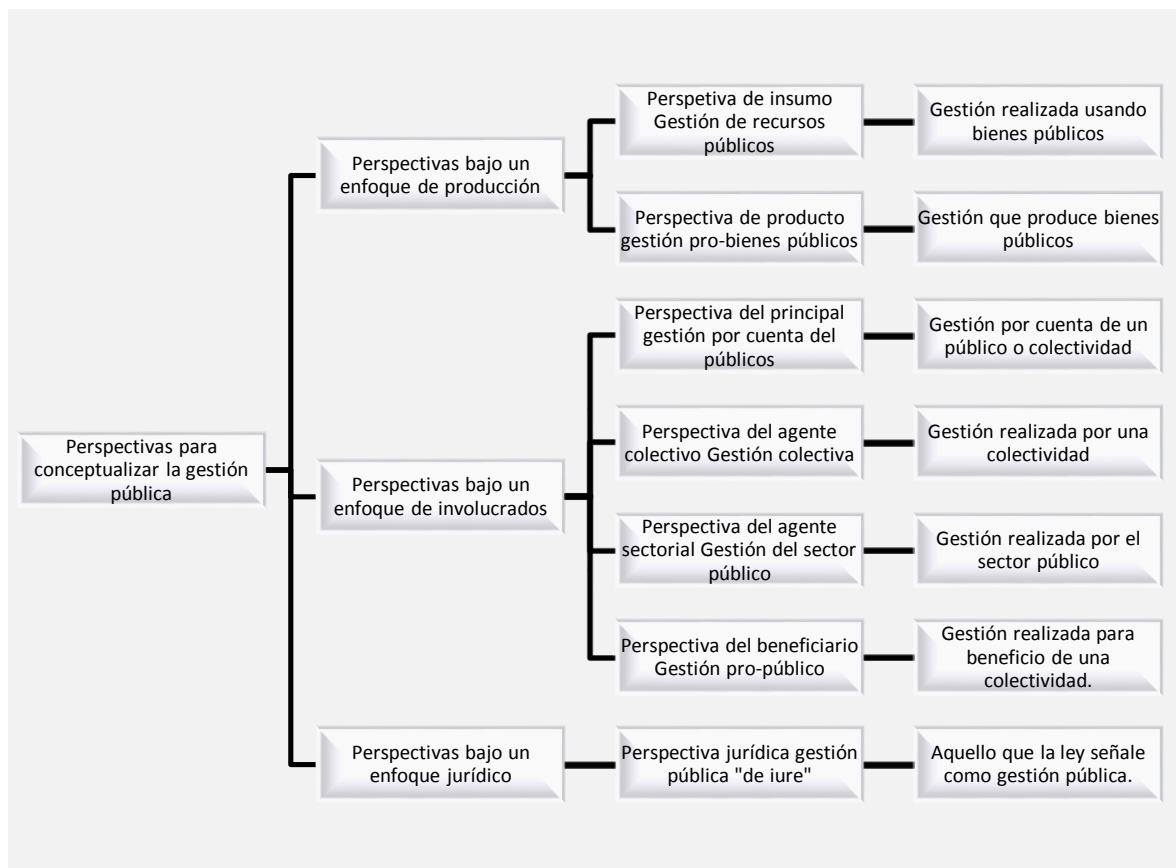 Perspectivas para
conceptualizar la gestión
pública
Perspectivas bajo un
enfoque de producción
Perspetiva de insumo
Gestión de recursos
públicos
Gestión realizada usando
bienes públicos
Perspectiva de producto
gestión pro-bienes públicos
Gestión que produce bienes
públicos
Perspectivas bajo un
enfoque de involucrados
Perspectiva del principal
gestión por cuenta del
públicos
Gestión por cuenta de un
público o colectividad
Perspectiva del agente
colectivo Gestión colectiva
Gestión realizada por una
colectividad
Perspectiva del agente
sectorial Gestión del sector
público
Gestión realizada por el
sector público
Perspectiva del beneficiario
Gestión pro-público
Gestión realizada para
beneficio de una
colectividad.
Perspectivas bajo un
enfoque jurídico
Perspectiva jurídica gestión
pública "de iure"
Aquello que la ley señale
como gestión pública.